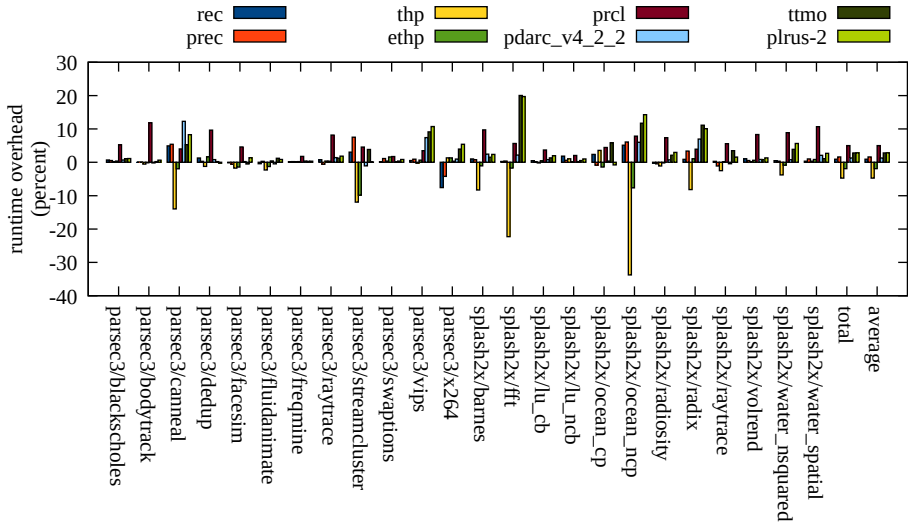 rec thp prcl ttmo
prec ethp pdarc_v4_2_2 plrus-2
runtime overhead
(percent)
30
20
10
0
-10
-20
-30
-40
parsec3/blackscholes
parsec3/bodytrack
parsec3/canneal
parsec3/dedup
parsec3/facesim
parsec3/fluidanimate
parsec3/freqmine
parsec3/raytrace
parsec3/streamcluster
parsec3/swaptions
parsec3/vips
parsec3/x264
splash2x/barnes
splash2x/fft
splash2x/lu_cb
splash2x/lu_ncb
splash2x/ocean_cp
splash2x/ocean_ncp
splash2x/radiosity
splash2x/radix
splash2x/raytrace
splash2x/volrend
splash2x/water_nsquared
splash2x/water_spatial
total
average